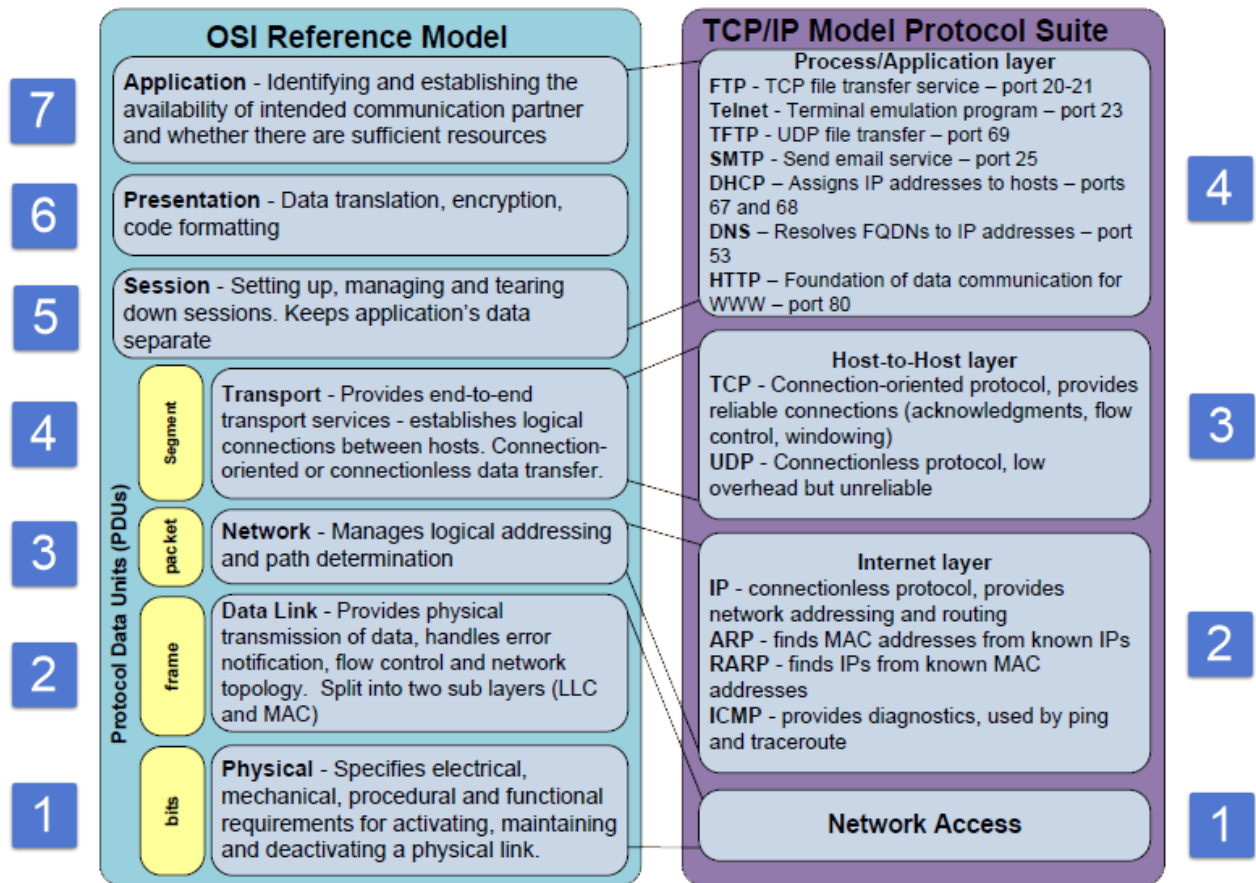 OSI Reference Model
7
Application - Identifying and establishing the
availability of intended communication partner
and whether there are sufficient resources
6
Presentation - Data translation, encryption,
code formatting
5
Session - Setting up, managing and tearing
down sessions. Keeps application's data
separate
Protocol Data Units (PDUs)
4
Segment
Transport - Provides end-to-end
transport services - establishes logical
connections between hosts. Connection-
oriented or connectionless data transfer.
3
packet
Network - Manages logical addressing
and path determination
2
frame
Data Link - Provides physical
transmission of data, handles error
notification, flow control and network
topology. Split into two sub layers (LLC
and MAC)
1
bits
Physical - Specifies electrical,
mechanical, procedural and functional
requirements for activating, maintaining
and deactivating a physical link.
TCP/IP Model Protocol Suite
Process/Application layer
FTP - TCP file transfer service – port 20-21
Telnet - Terminal emulation program – port 23
TFTP - UDP file transfer – port 69
SMTP - Send email service – port 25
DHCP – Assigns IP addresses to hosts – ports
67 and 68
DNS – Resolves FQDNs to IP addresses – port
53
HTTP – Foundation of data communication for
WWW – port 80
4
Host-to-Host layer
TCP - Connection-oriented protocol, provides
reliable connections (acknowledgments, flow
control, windowing)
UDP - Connectionless protocol, low
overhead but unreliable
3
Internet layer
IP - connectionless protocol, provides
network addressing and routing
ARP - finds MAC addresses from known IPs
RARP - finds IPs from known MAC
addresses
ICMP - provides diagnostics, used by ping
and traceroute
2
Network Access
1